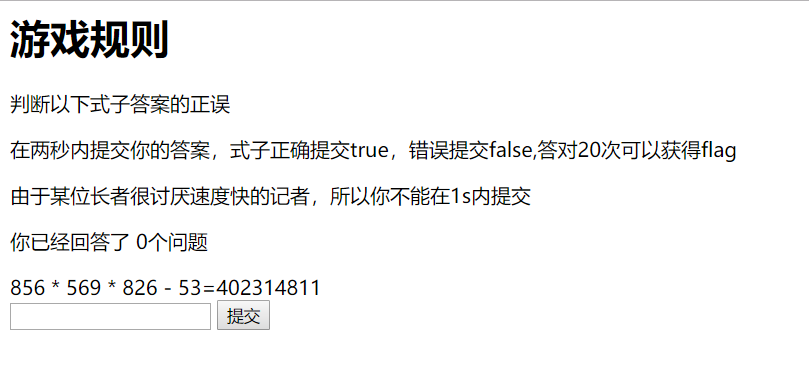 游戏规则
判断以下式子答案的正误
在两秒内提交你的答案，式子正确提交true，错误提交false,答对20次可以获得flag
由于某位长者很讨厌速度快的记者，所以你不能在1s内提交
你已经回答了 0个问题
856 * 569 * 826 - 53=402314811
提交